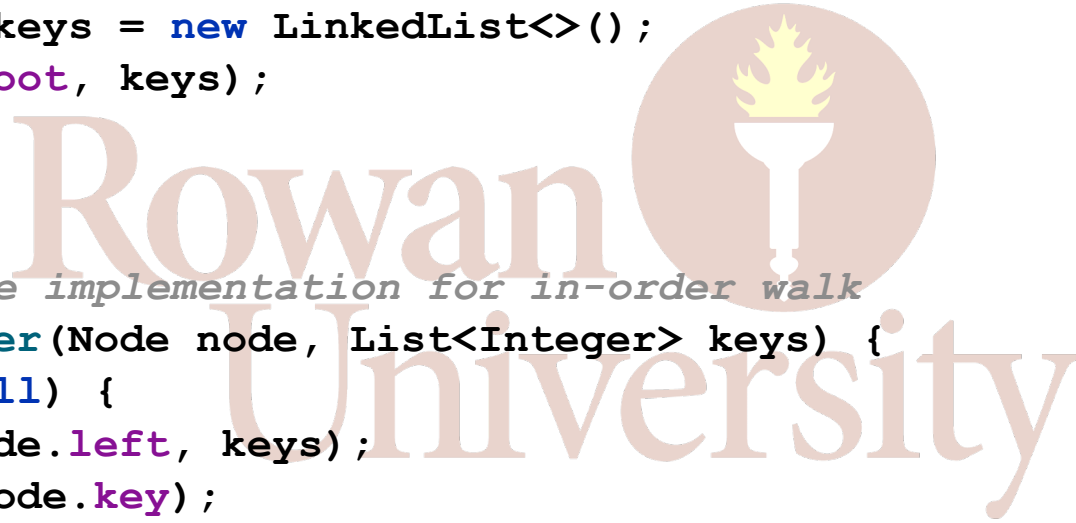 keys = new LinkedList<>();
oot, keys);
Rowan
e implementation for in-order walk
er(Node node, List<Integer> keys) {
ll) {
University
de.left, keys);
ode.key);